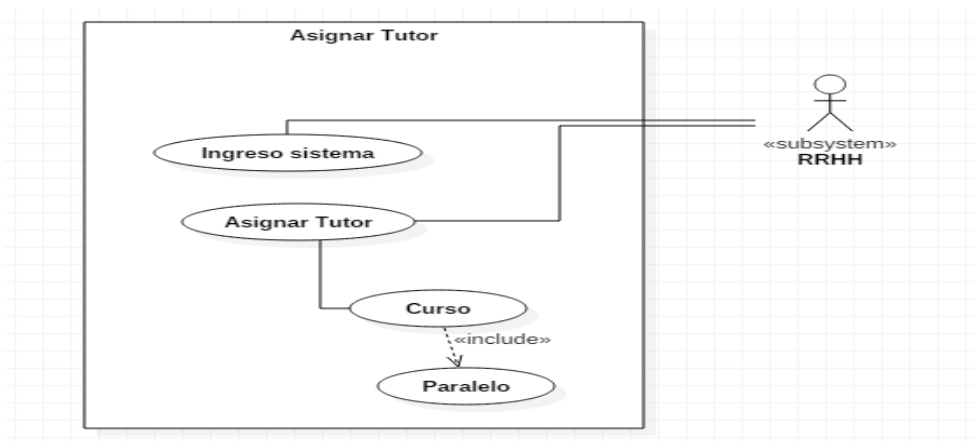 Asignar Tutor
Ingreso sistema
«subsystem»
RRHH
Asignar Tutor
Curso
«include»
Paralelo